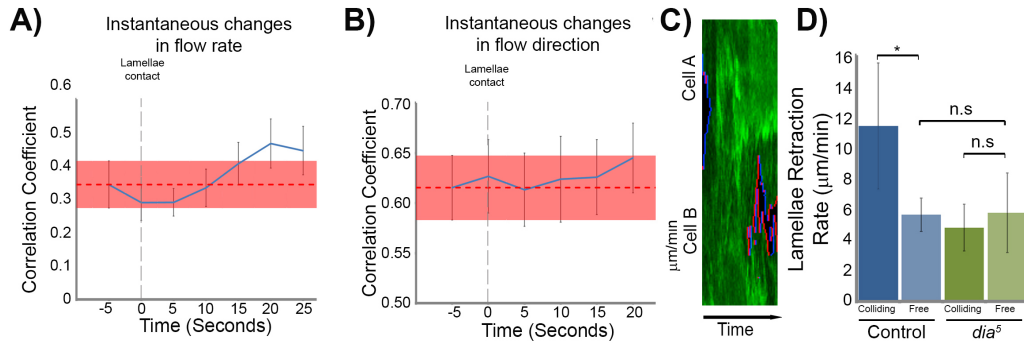 A)
Instantaneous changes
in flow rate
Lamellae
contact
Correlation Coefficient
0.6
0.5
0.4
0.3
0.2
0.1
0
-5 0 5 10 15 20 25
Time (Seconds)
B)
Instantaneous changes
in flow direction
Lamellae
contact
Correlation Coefficient
0.70
0.65
0.60
0.55
0.50
-5 0 5 10 15 20
Time (Seconds)
C)
Cell A
Cell B
µm/min
Time
D)
Lamellae Retraction
Rate (µm/min)
16
14
12
10
8
6
4
2
0
*
n.s
n.s
Colliding Free Colliding Free
Control dia⁵